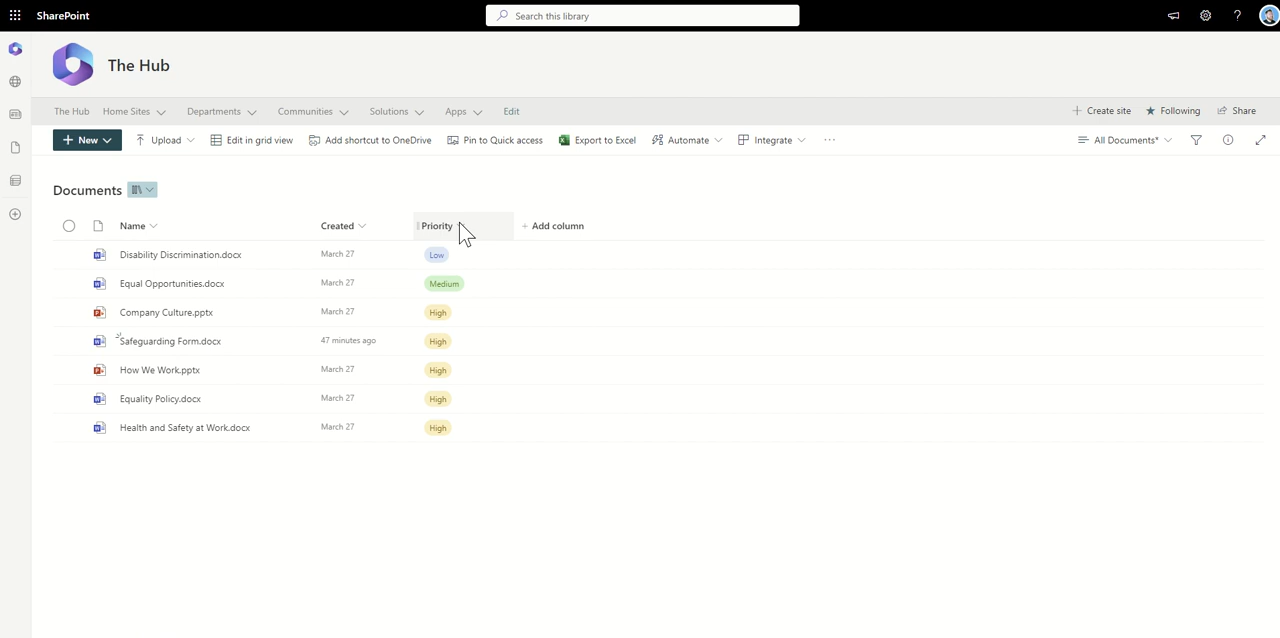 SharePoint
Search this library
The Hub
The Hub Home Sites Departments Communities Solutions Apps Edit
Create site Following Share
New Upload Edit in grid view Add shortcut to OneDrive Pin to Quick access Export to Excel Automate Integrate ··· All Documents*
Documents
Name Created Priority + Add column
Disability Discrimination.docx March 27 Low
Equal Opportunities.docx March 27 Medium
Company Culture.pptx March 27 High
Safeguarding Form.docx 47 minutes ago High
How We Work.pptx March 27 High
Equality Policy.docx March 27 High
Health and Safety at Work.docx March 27 High